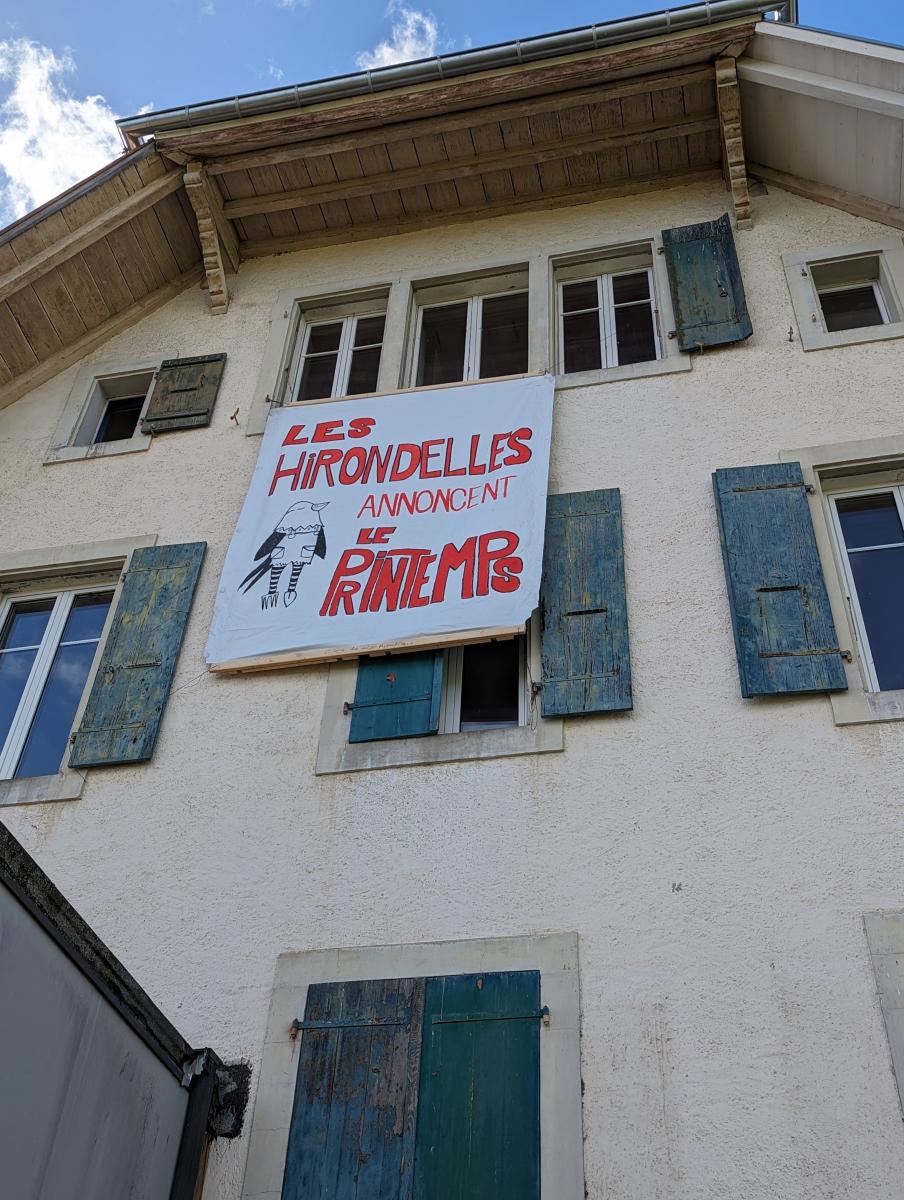 LES
HiRONDELLES
ANNONCENT
LE
PRiNTEMPs